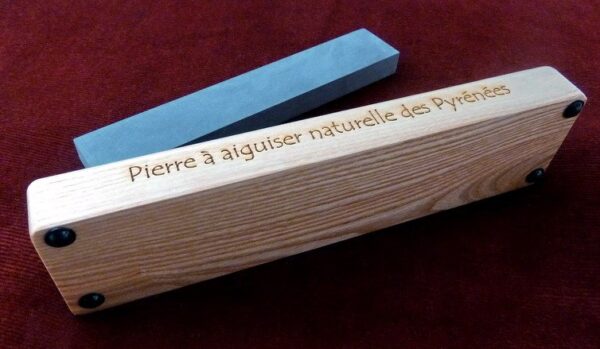 Pierre à aiguiser naturelle des Pyrénées